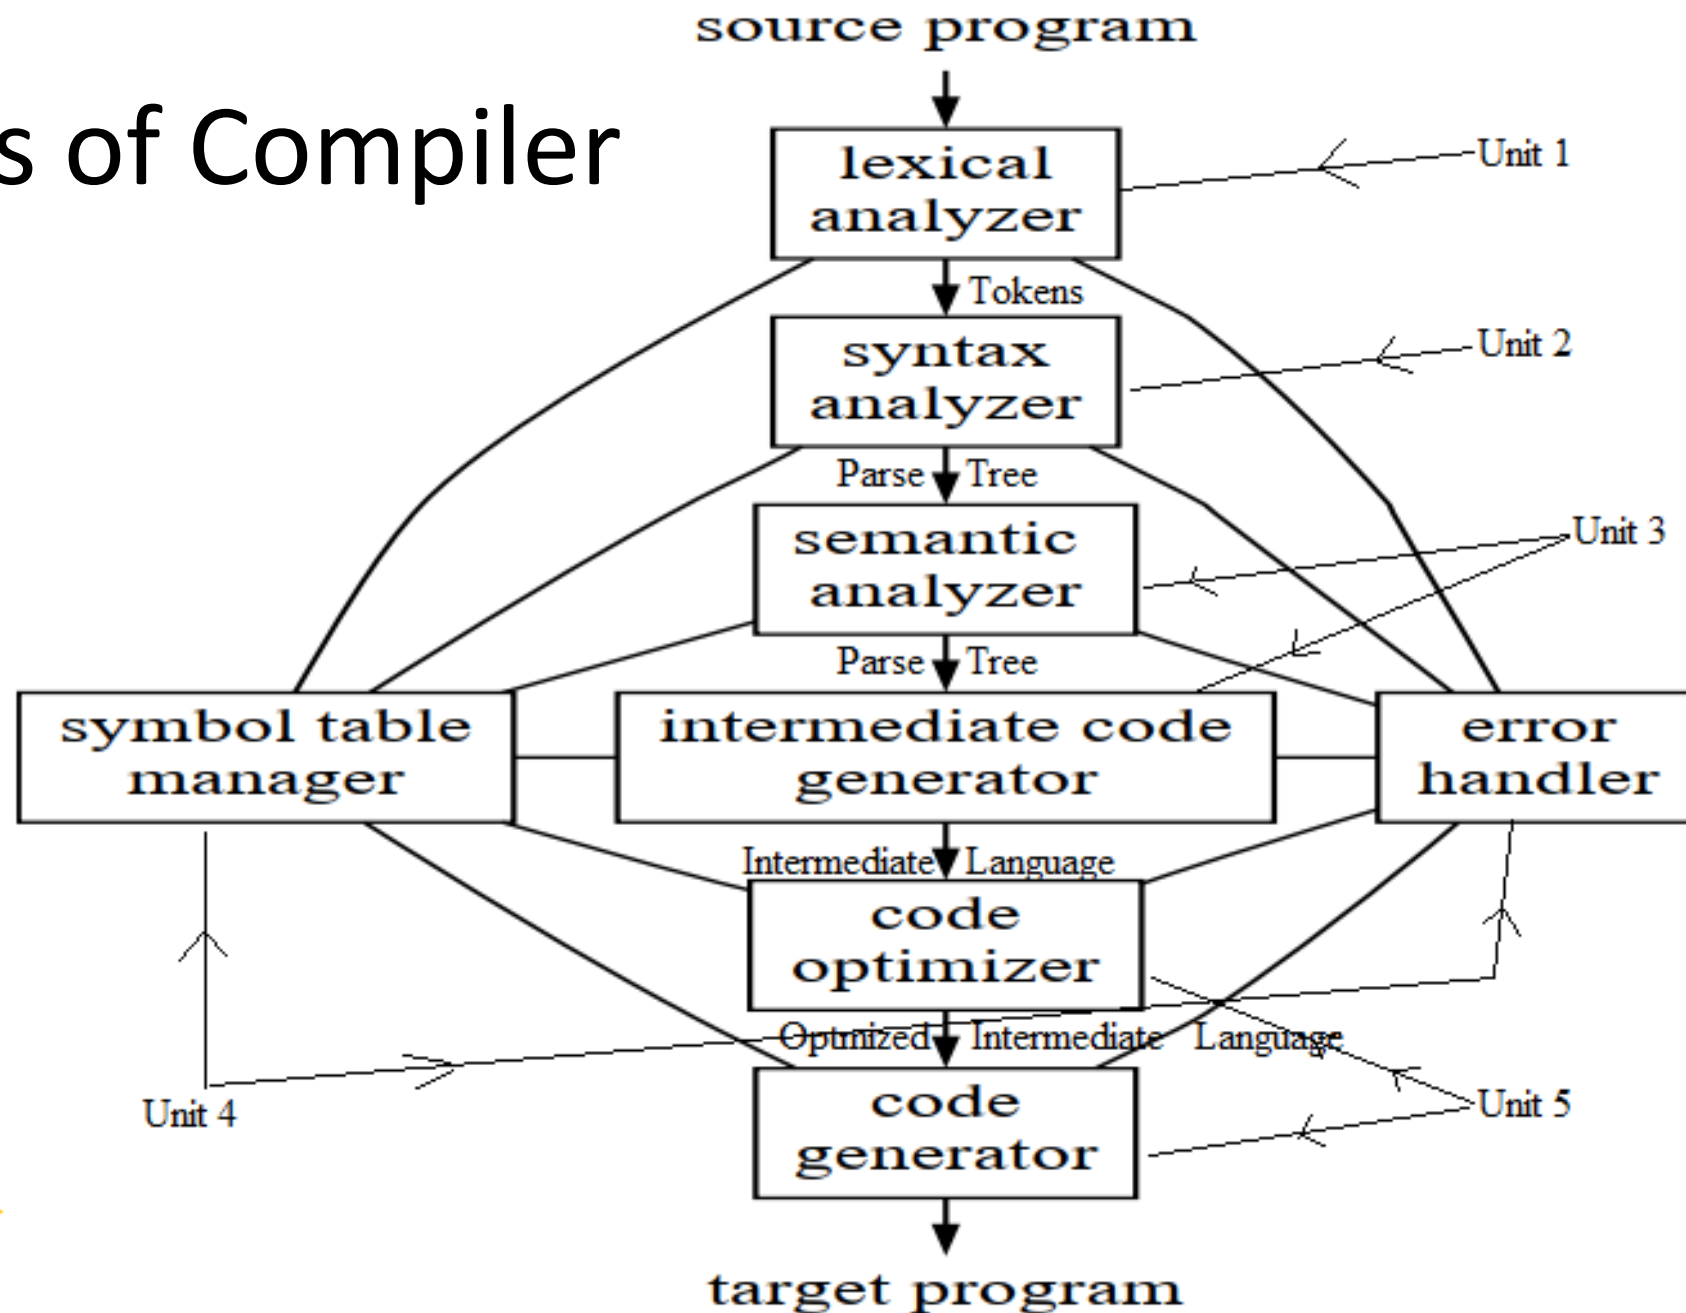 source program
s of Compiler
lexical
analyzer
Unit 1
Tokens
syntax
analyzer
Unit 2
Parse Tree
semantic
analyzer
Unit 3
Parse Tree
symbol table
manager
intermediate code
generator
error
handler
Intermediate Language
code
optimizer
Optmized Intermediate Language
Unit 4
code
generator
Unit 5
target program